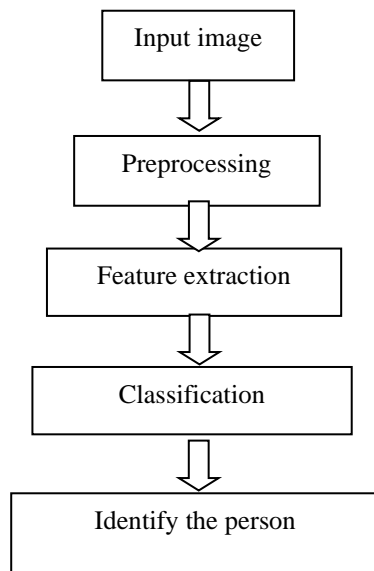 Input image
Preprocessing
Feature extraction
Classification
Identify the person